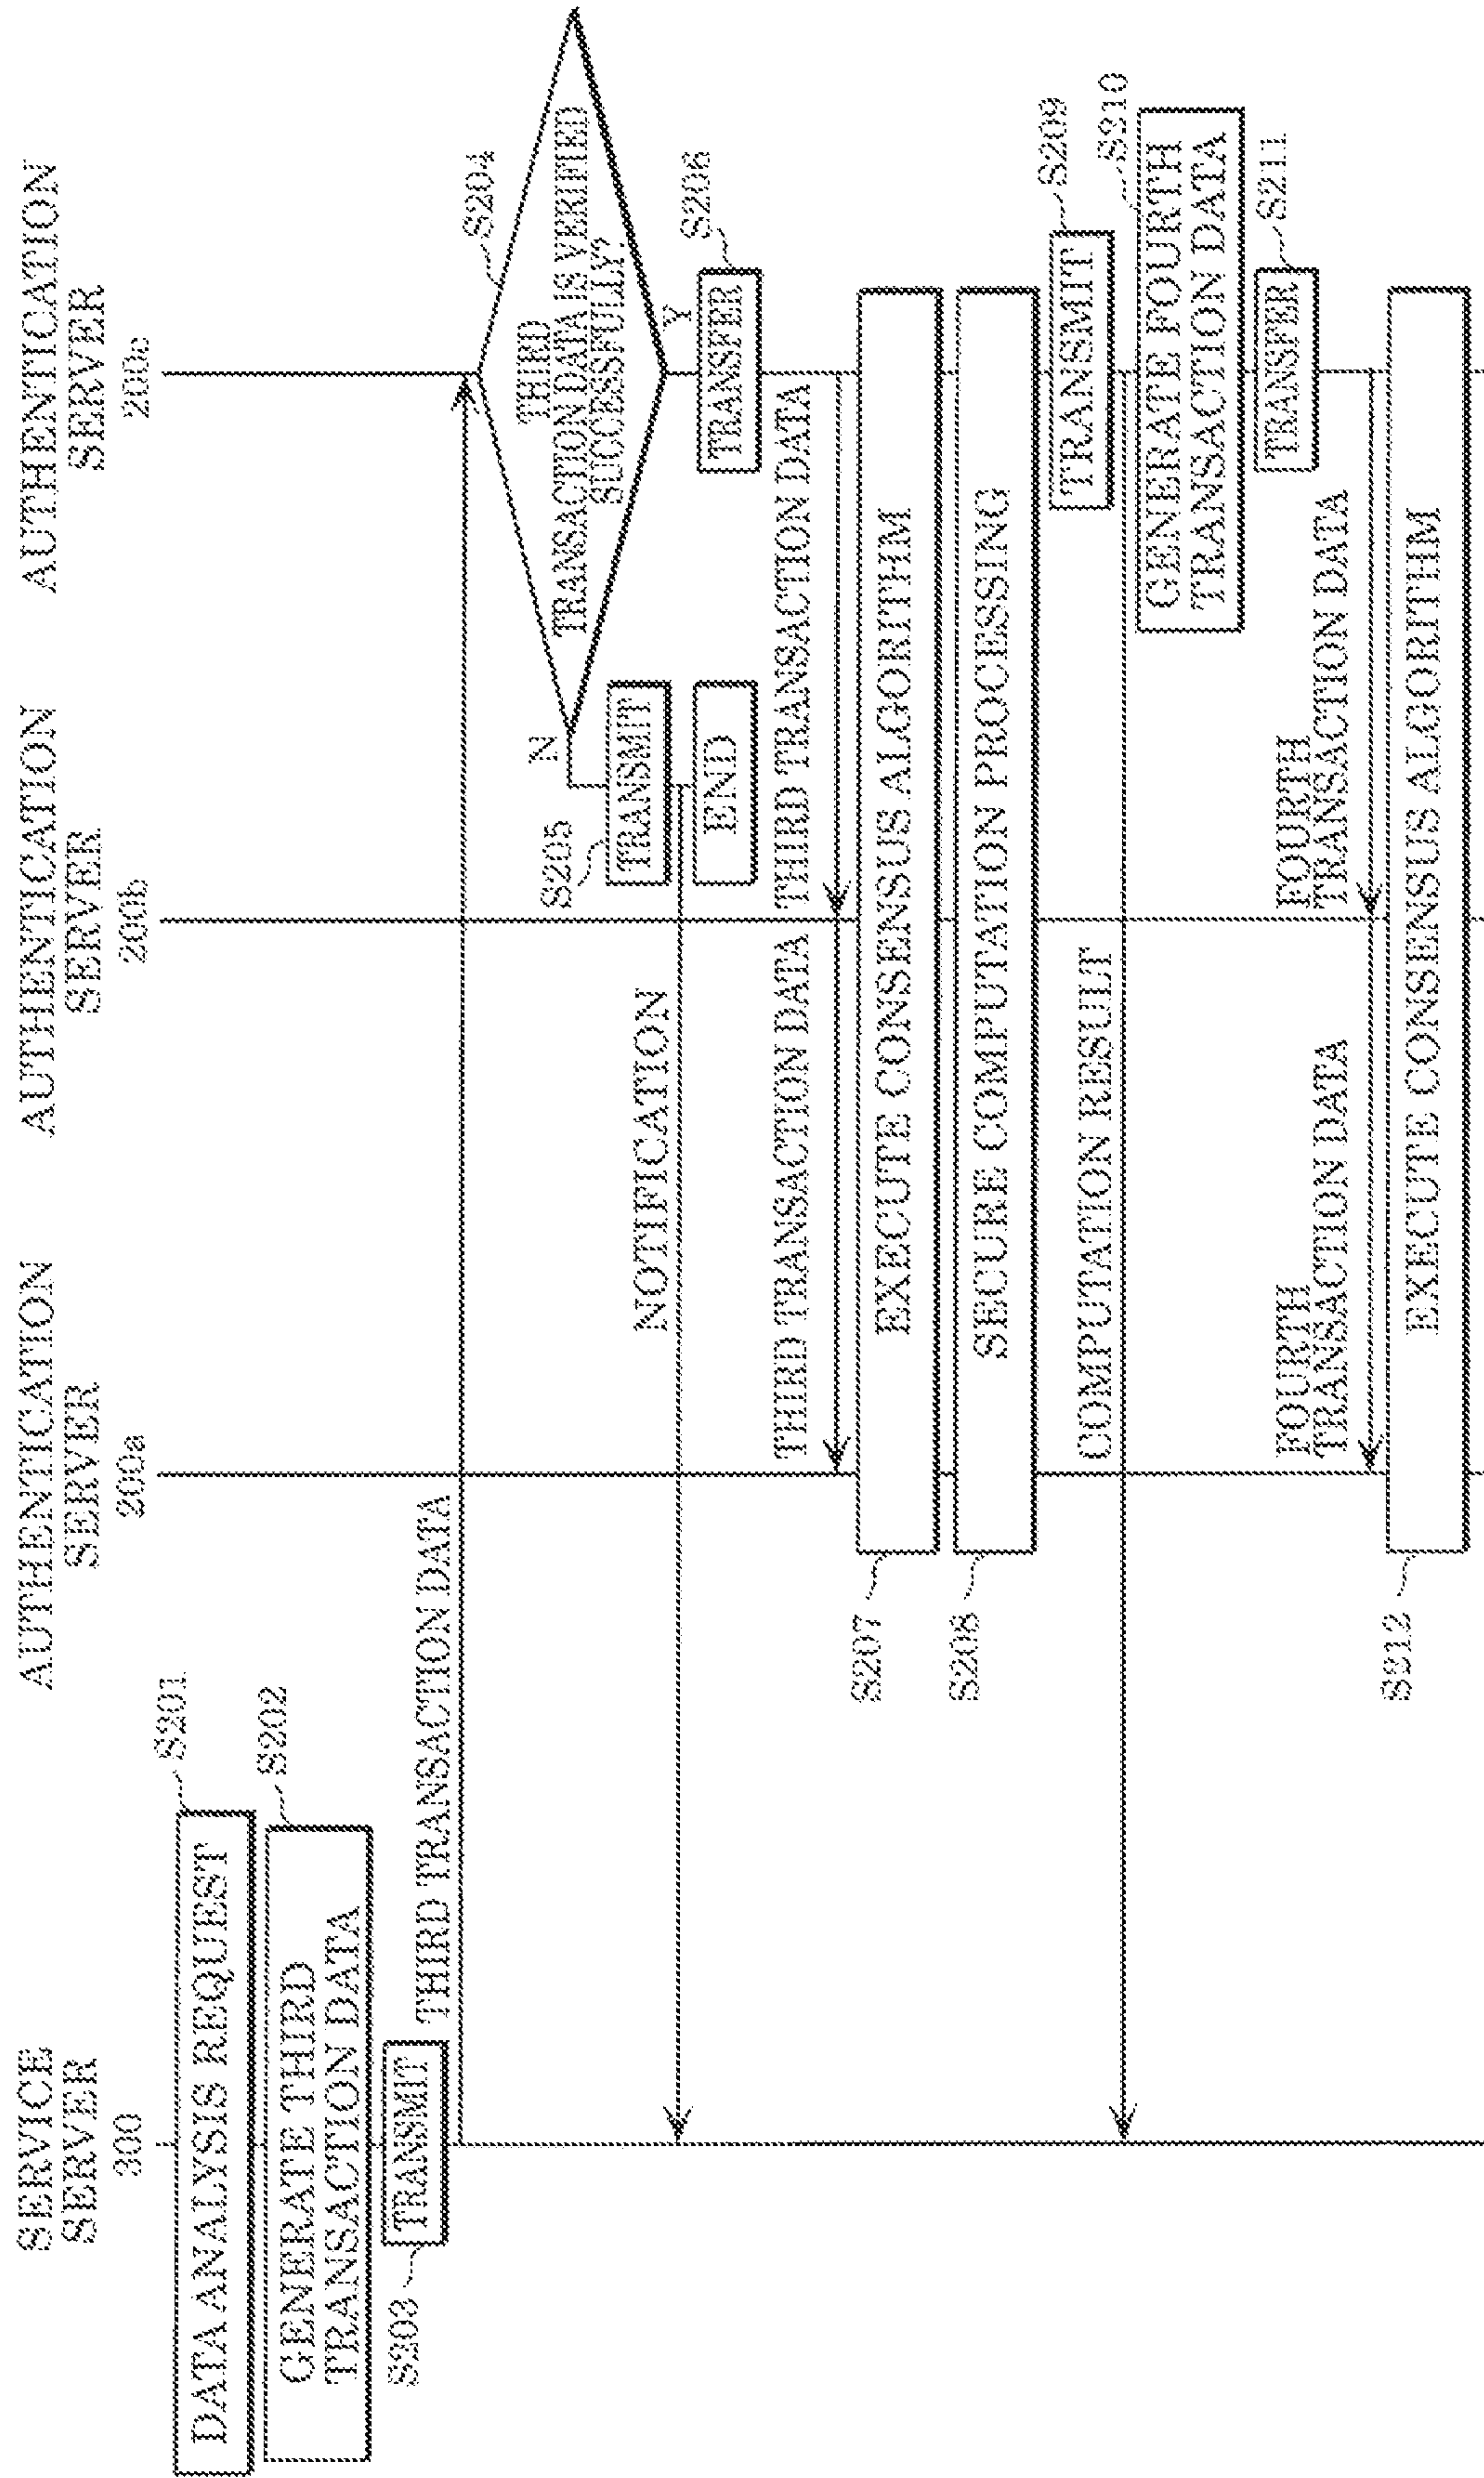 SERVICE
SERVER
300
AUTHENTICATION
SERVER
200a
AUTHENTICATION
SERVER
200b
AUTHENTICATION
SERVER
200c
DATA ANALYSIS REQUEST
S201
GENERATE THIRD
TRANSACTION DATA
S202
TRANSMIT
S203
THIRD TRANSACTION DATA
S204
THIRD
TRANSACTION DATA IS VERIFIED
SUCCESSFULLY?
N
Y
S205
TRANSMIT
NOTIFICATION
END
TRANSFER
S206
THIRD TRANSACTION DATA
THIRD TRANSACTION DATA
S207
EXECUTE CONSENSUS ALGORITHM
S208
SECURE COMPUTATION PROCESSING
TRANSMIT
S209
COMPUTATION RESULT
GENERATE FOURTH
TRANSACTION DATA
S210
TRANSFER
S211
FOURTH
TRANSACTION DATA
FOURTH
TRANSACTION DATA
S212
EXECUTE CONSENSUS ALGORITHM